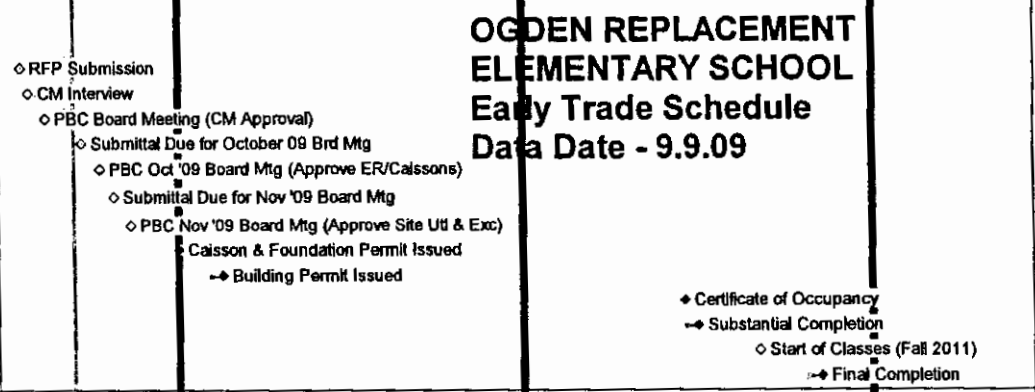 OGDEN REPLACEMENT
ELEMENTARY SCHOOL
Early Trade Schedule
Data Date - 9.9.09
RFP Submission
CM Interview
PBC Board Meeting (CM Approval)
Submittal Due for October 09 Brd Mtg
PBC Oct '09 Board Mtg (Approve ER/Caissons)
Submittal Due for Nov '09 Board Mtg
PBC Nov '09 Board Mtg (Approve Site Utl & Exc)
Caisson & Foundation Permit Issued
Building Permit Issued
Certificate of Occupancy
Substantial Completion
Start of Classes (Fall 2011)
Final Completion